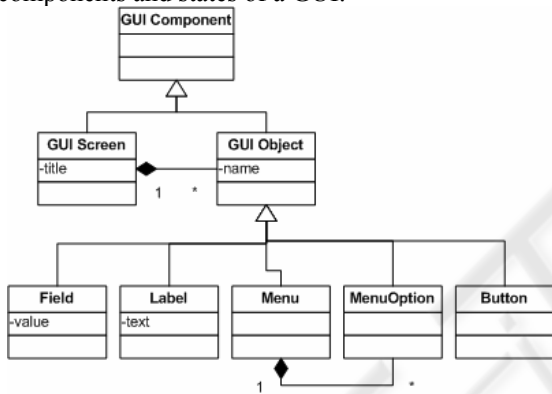 components and states of a GUI.
GUI Component
GUI Screen
-title
GUI Object
-name
1 *
Field
-value
Label
-text
Menu
MenuOption
Button
1 *